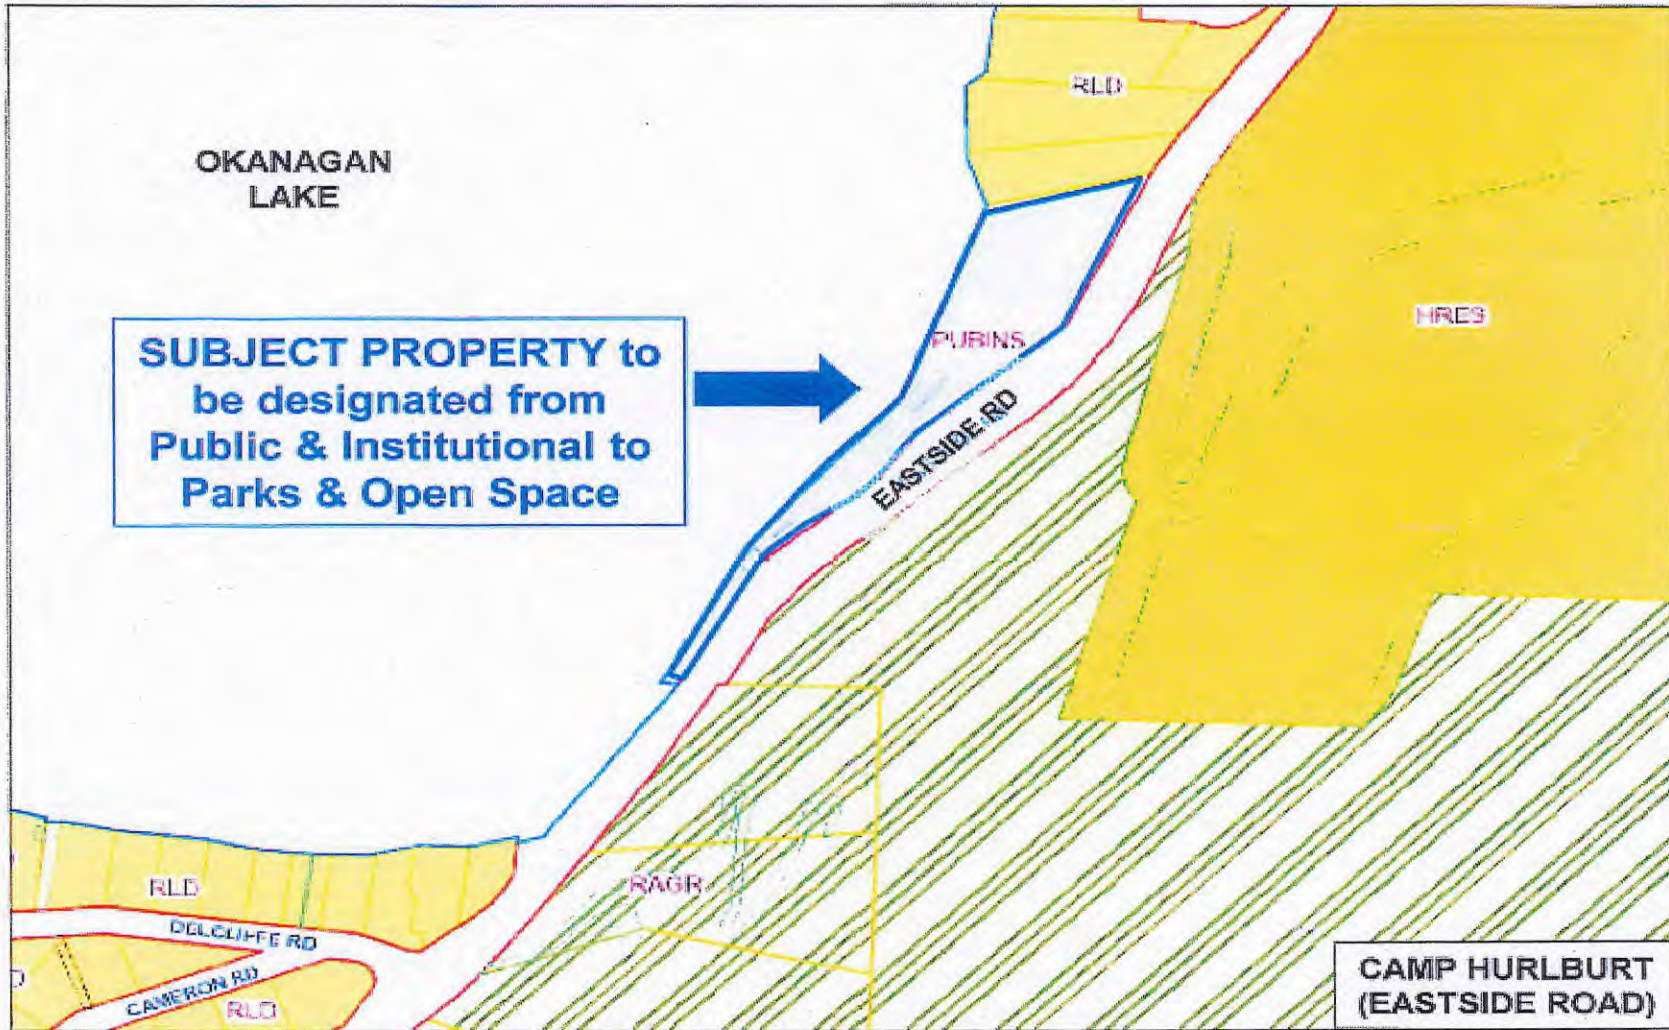 RLD
OKANAGAN
LAKE
HRES
SUBJECT PROPERTY to
be designated from
Public & Institutional to
Parks & Open Space
PUBINS
EASTSIDE RD
RLD
RAGR
DELCLIFFE RD
CAMERON RD
RLD
CAMP HURLBURT
(EASTSIDE ROAD)